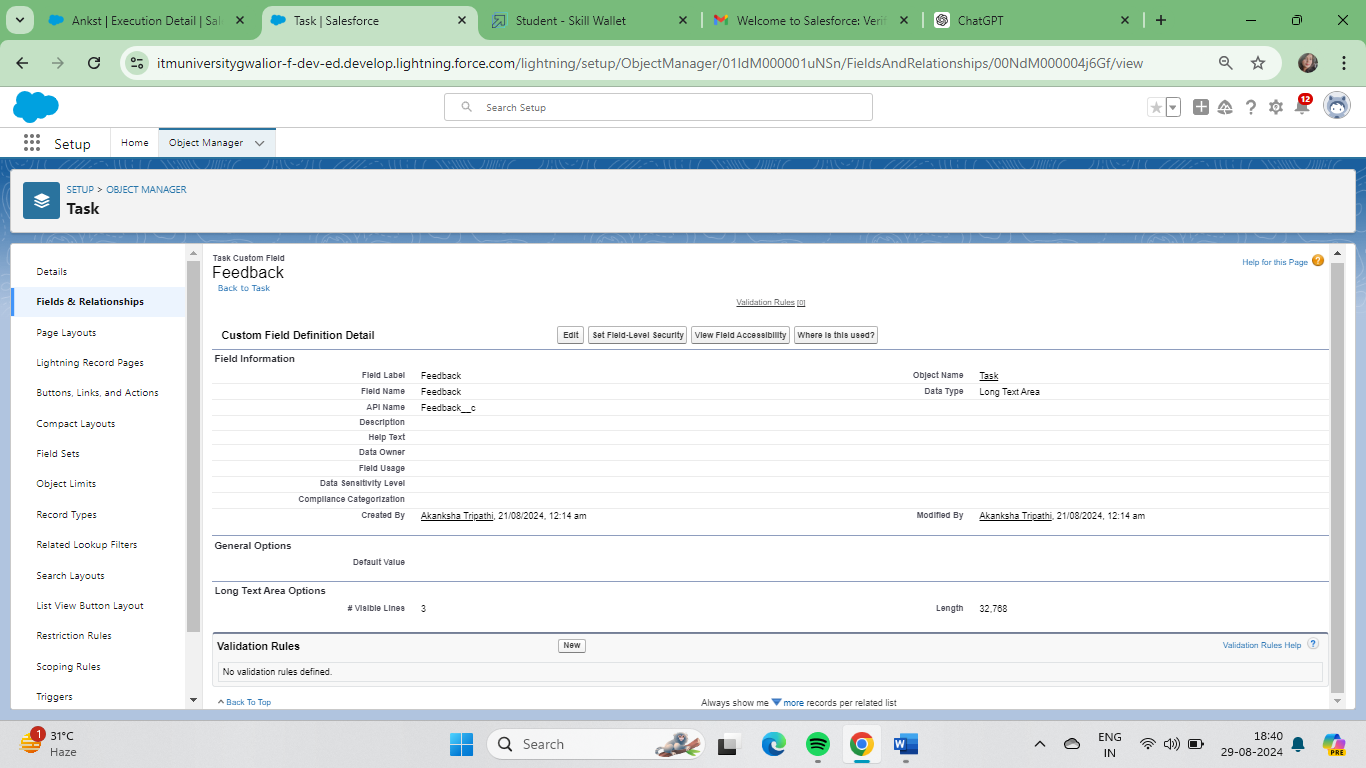 Ankst | Execution Detail | Sal
Task | Salesforce
Student - Skill Wallet
Welcome to Salesforce: Verif
ChatGPT
itmuniversitygwalior-f-dev-ed.develop.lightning.force.com/lightning/setup/ObjectManager/01IdM000001uNSn/FieldsAndRelationships/00NdM000004j6Gf/view
Search Setup
12
Setup
Home
Object Manager
SETUP > OBJECT MANAGER
Task
Details
Fields & Relationships
Page Layouts
Lightning Record Pages
Buttons, Links, and Actions
Compact Layouts
Field Sets
Object Limits
Record Types
Related Lookup Filters
Search Layouts
List View Button Layout
Restriction Rules
Scoping Rules
Triggers
Task Custom Field
Feedback
Back to Task
Help for this Page ?
Validation Rules [0]
Custom Field Definition Detail
Edit Set Field-Level Security View Field Accessibility Where is this used?
Field Information
Field Label Feedback Object Name Task
Field Name Feedback Data Type Long Text Area
API Name Feedback__c
Description
Help Text
Data Owner
Field Usage
Data Sensitivity Level
Compliance Categorization
Created By Akanksha Tripathi, 21/08/2024, 12:14 am Modified By Akanksha Tripathi, 21/08/2024, 12:14 am
General Options
Default Value
Long Text Area Options
# Visible Lines 3 Length 32,768
Validation Rules New Validation Rules Help ?
No validation rules defined.
Back To Top Always show me more records per related list
1
31°C
Haze
Search
ENG
IN
18:40
29-08-2024
PRE